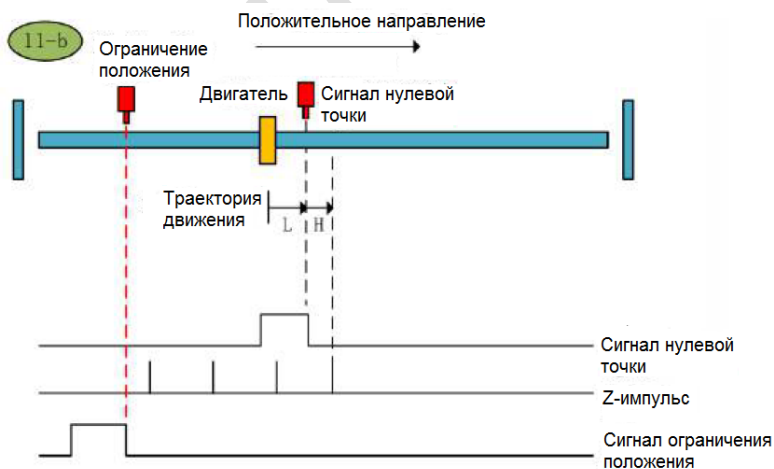 11-b
Положительное направление
Ограничение
положения
Двигатель
Сигнал нулевой
точки
Траектория
движения
L
H
Сигнал нулевой
точки
Z-импульс
Сигнал ограничения
положения